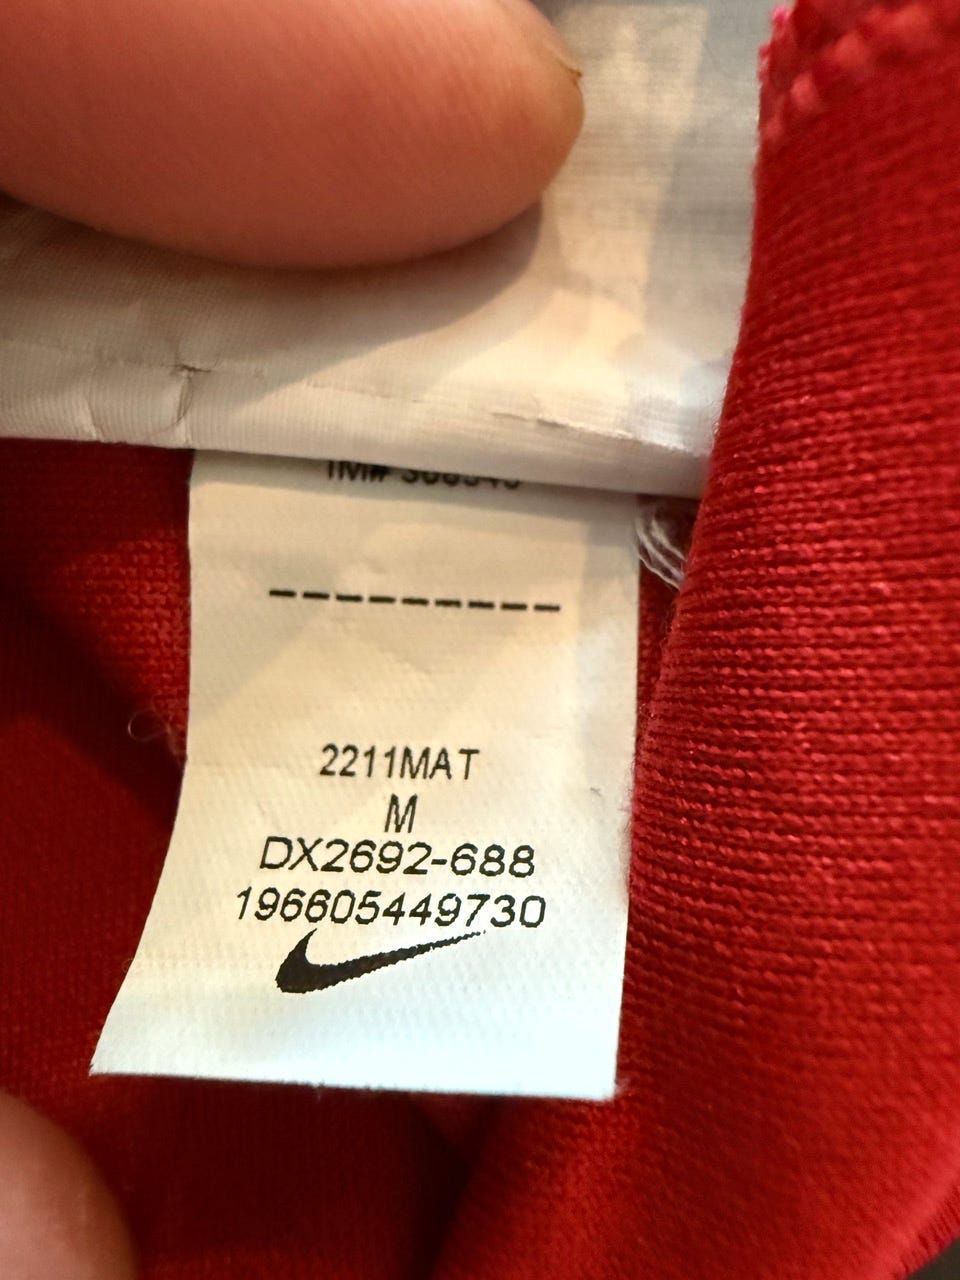 ---------
2211MAT
M
DX2692-688
196605449730